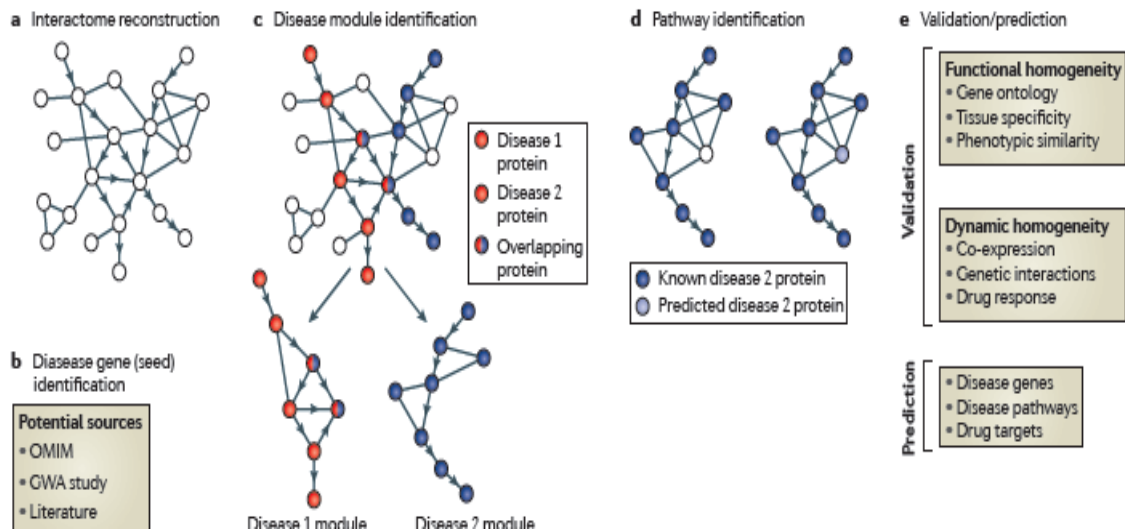 a Interactome reconstruction
b Diasease gene (seed)
identification
Potential sources
• OMIM
• GWA study
• Literature
c Disease module identification
Disease 1
protein
Disease 2
protein
Overlapping
protein
Disease 1 module
Disease 2 module
d Pathway identification
Known disease 2 protein
Predicted disease 2 protein
e Validation/prediction
Validation
Functional homogeneity
• Gene ontology
• Tissue specificity
• Phenotypic similarity
Dynamic homogeneity
• Co-expression
• Genetic interactions
• Drug response
Prediction
• Disease genes
• Disease pathways
• Drug targets